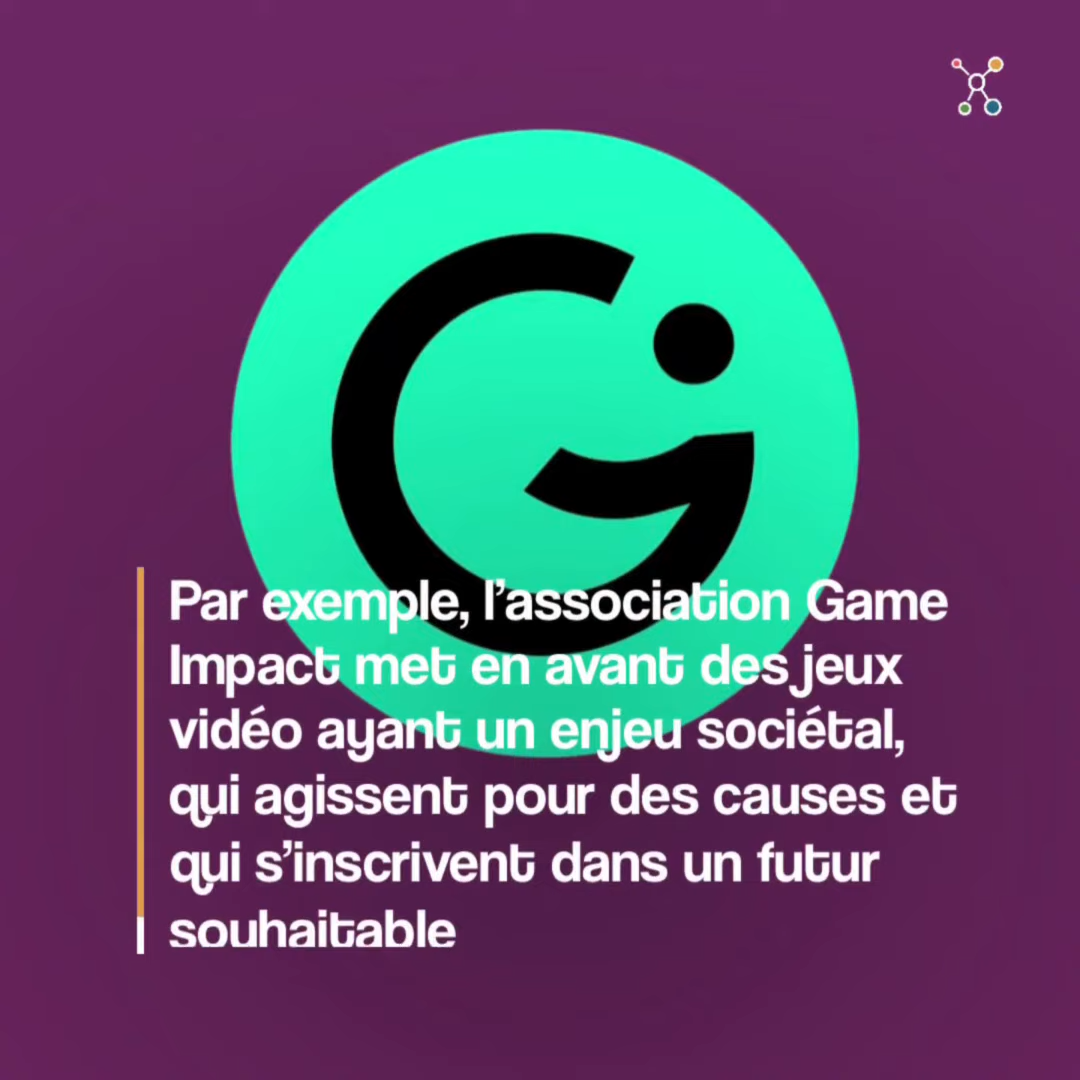 Par exemple, l’association Game
Impact met en avant des jeux
vidéo ayant un enjeu sociétal,
qui agissent pour des causes et
qui s’inscrivent dans un futur
souhaitable